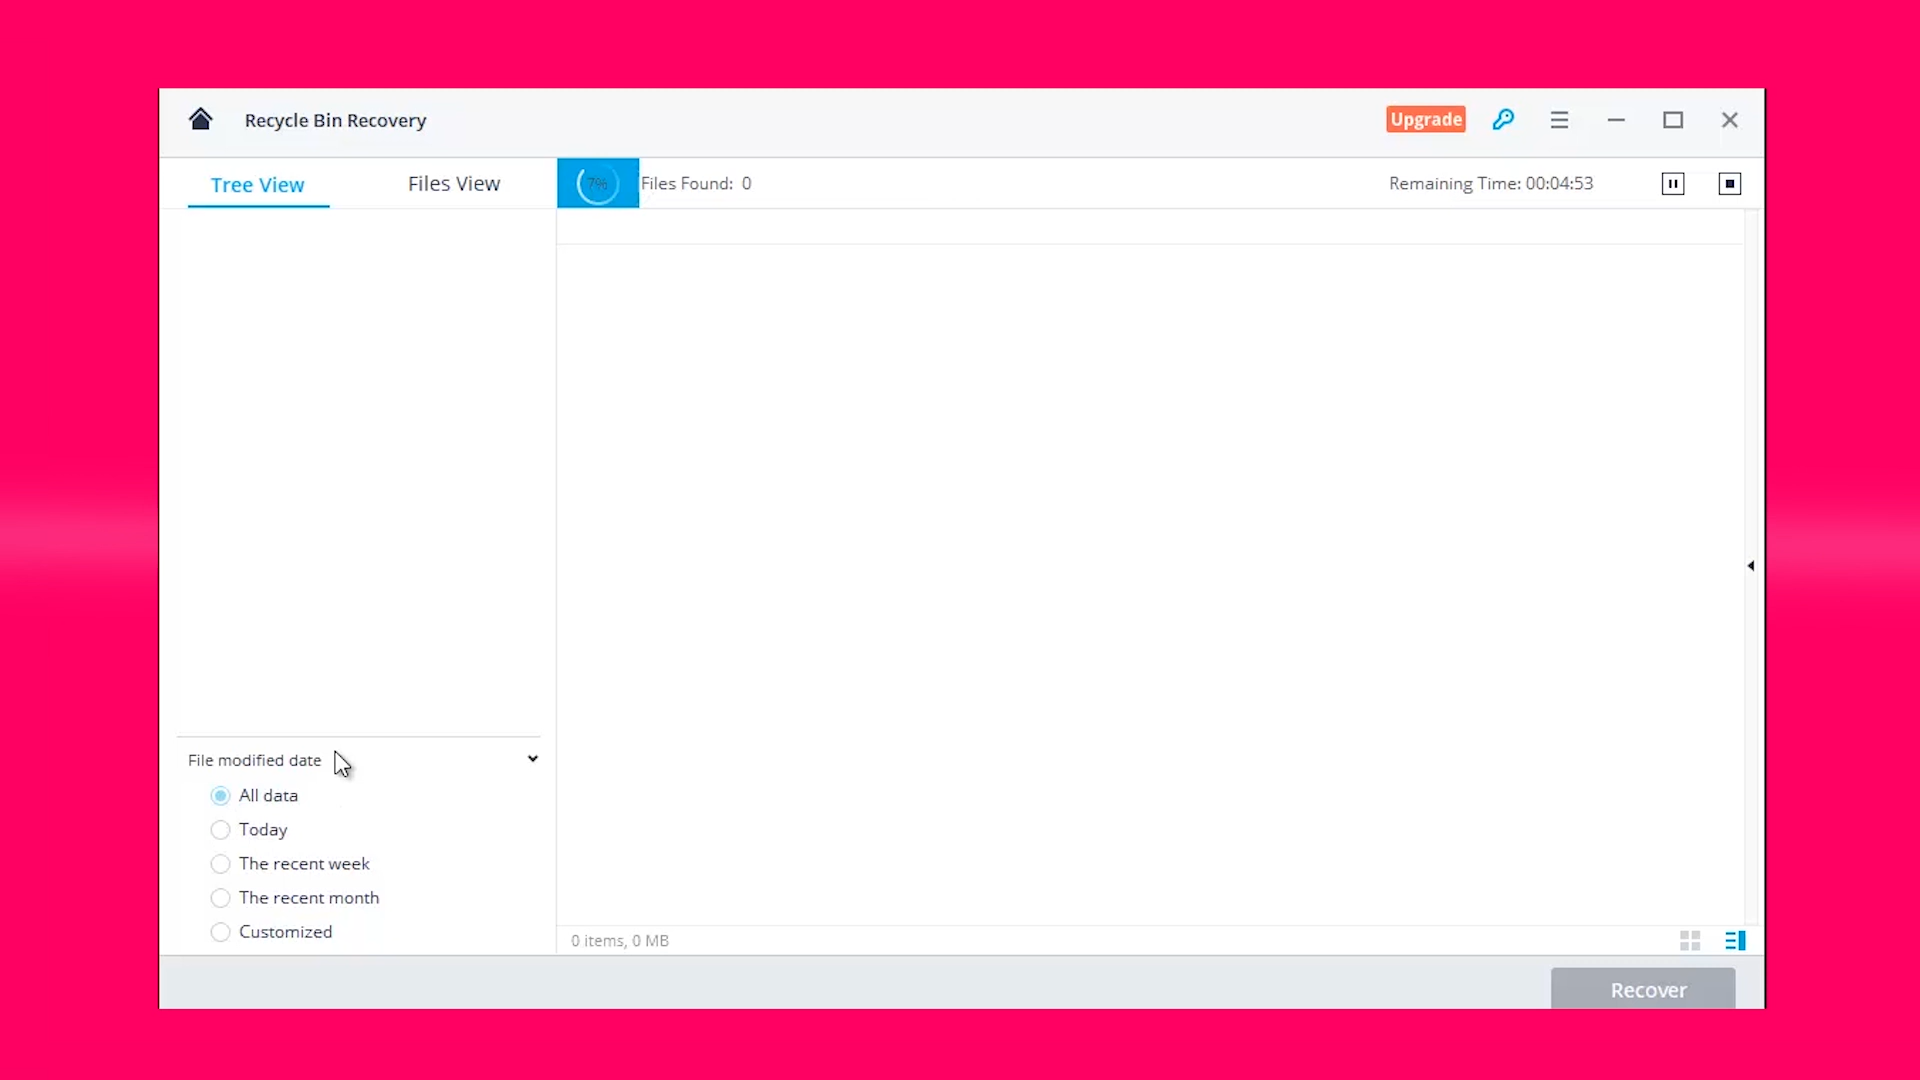 Recycle Bin Recovery
Upgrade
Tree View
Files View
7%
Files Found: 0
Remaining Time: 00:04:53
File modified date
All data
Today
The recent week
The recent month
Customized
0 items, 0 MB
Recover